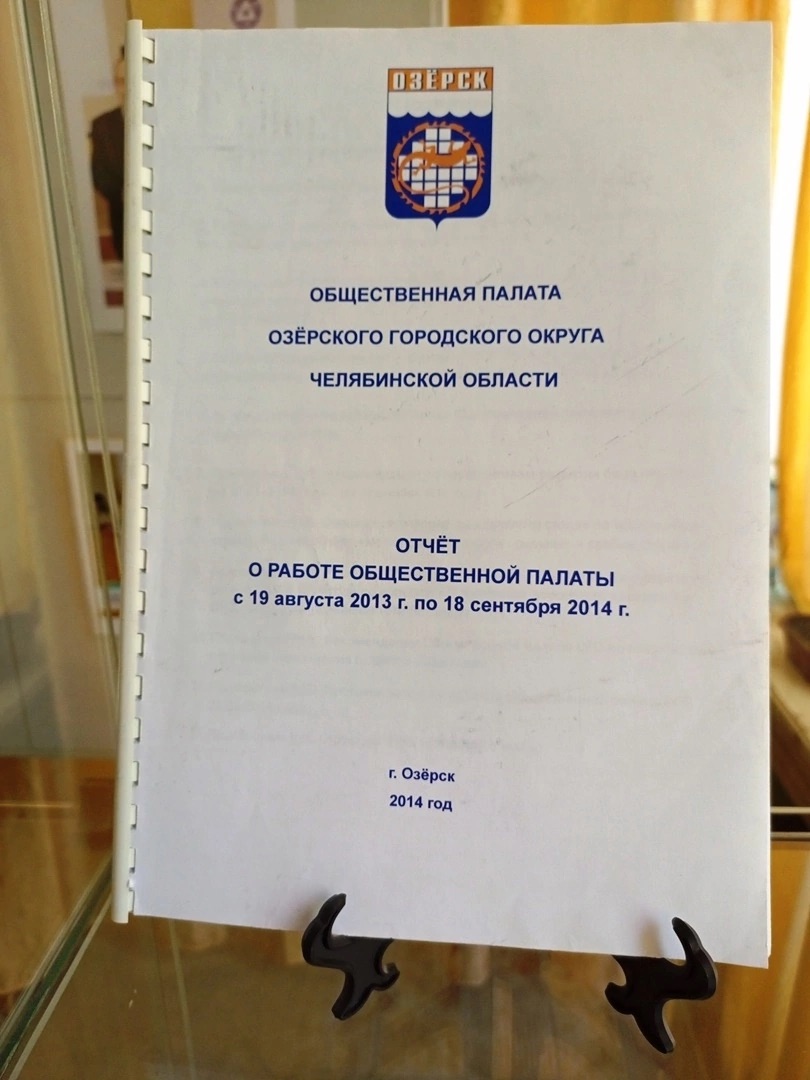 ОЗЁРСК
ОБЩЕСТВЕННАЯ ПАЛАТА
ОЗЁРСКОГО ГОРОДСКОГО ОКРУГА
ЧЕЛЯБИНСКОЙ ОБЛАСТИ
ОТЧЁТ
О РАБОТЕ ОБЩЕСТВЕННОЙ ПАЛАТЫ
с 19 августа 2013 г. по 18 сентября 2014 г.
г. Озёрск
2014 год